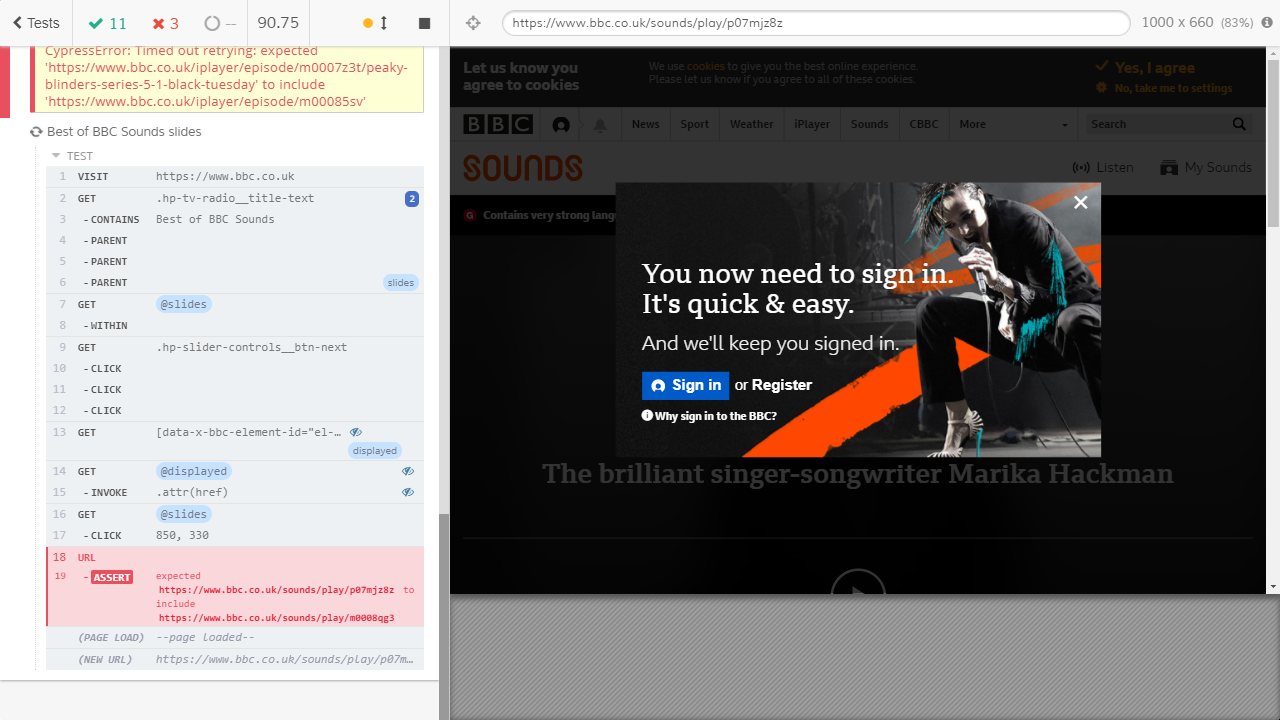 Tests 11 3 -- 90.75
https://www.bbc.co.uk/sounds/play/p07mjz8z
1000 x 660 (83%)
CypressError: Timed out retrying: expected
'https://www.bbc.co.uk/iplayer/episode/m0007z3t/peaky-
blinders-series-5-1-black-tuesday' to include
'https://www.bbc.co.uk/iplayer/episode/m00085sv'
Best of BBC Sounds slides
TEST
1 VISIT https://www.bbc.co.uk
2 GET .hp-tv-radio__title-text 2
3 -CONTAINS Best of BBC Sounds
4 -PARENT
5 -PARENT
6 -PARENT slides
7 GET @slides
8 -WITHIN
9 GET .hp-slider-controls__btn-next
10 -CLICK
11 -CLICK
12 -CLICK
13 GET [data-x-bbc-element-id="el-…
displayed
14 GET @displayed
15 -INVOKE .attr(href)
16 GET @slides
17 -CLICK 850, 330
18 URL
19 -ASSERT expected
https://www.bbc.co.uk/sounds/play/p07mjz8z to
include
https://www.bbc.co.uk/sounds/play/m0008qg3
(PAGE LOAD) --page loaded--
(NEW URL) https://www.bbc.co.uk/sounds/play/p07m…
Let us know you
agree to cookies
We use cookies to give you the best online experience.
Please let us know if you agree to all of these cookies.
Yes, I agree
No, take me to settings
BBC News Sport Weather iPlayer Sounds CBBC More Search
SOUNDS Listen My Sounds
G Contains very strong lang
You now need to sign in.
It's quick & easy.
And we'll keep you signed in.
Sign in or Register
Why sign in to the BBC?
The brilliant singer-songwriter Marika Hackman